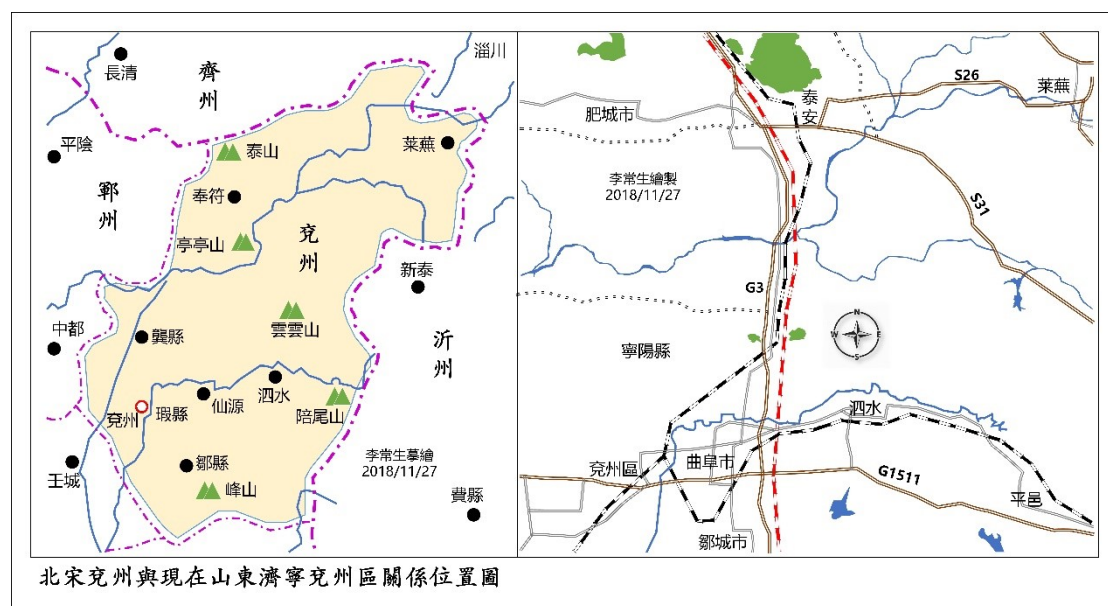 淄川
長清
齊州
平陰
鄆州
泰山
萊蕪
奉符
兗州
亭亭山
新泰
雲雲山
中都
龔縣
沂州
泗水
仙源
陪尾山
兗州
瑕縣
鄒縣
李常生摹繪
2018/11/27
壬城
嶧山
費縣
泰安
S26
萊蕪
肥城市
李常生繪製
2018/11/27
S31
G3
N
W
E
S
寧陽縣
泗水
兗州區
曲阜市
G1511
平邑
鄒城市
北宋兗州與現在山東濟寧兗州區關係位置圖